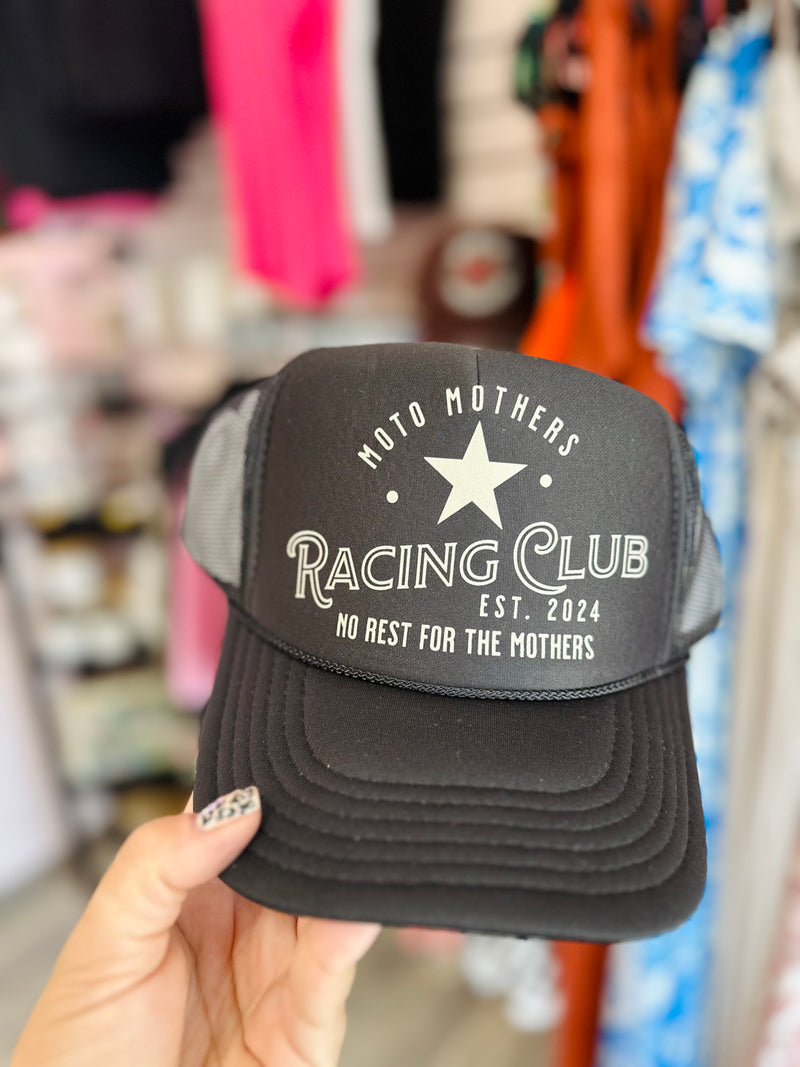 MOTO MOTHERS
RACING CLUB
EST. 2024
NO REST FOR THE MOTHERS